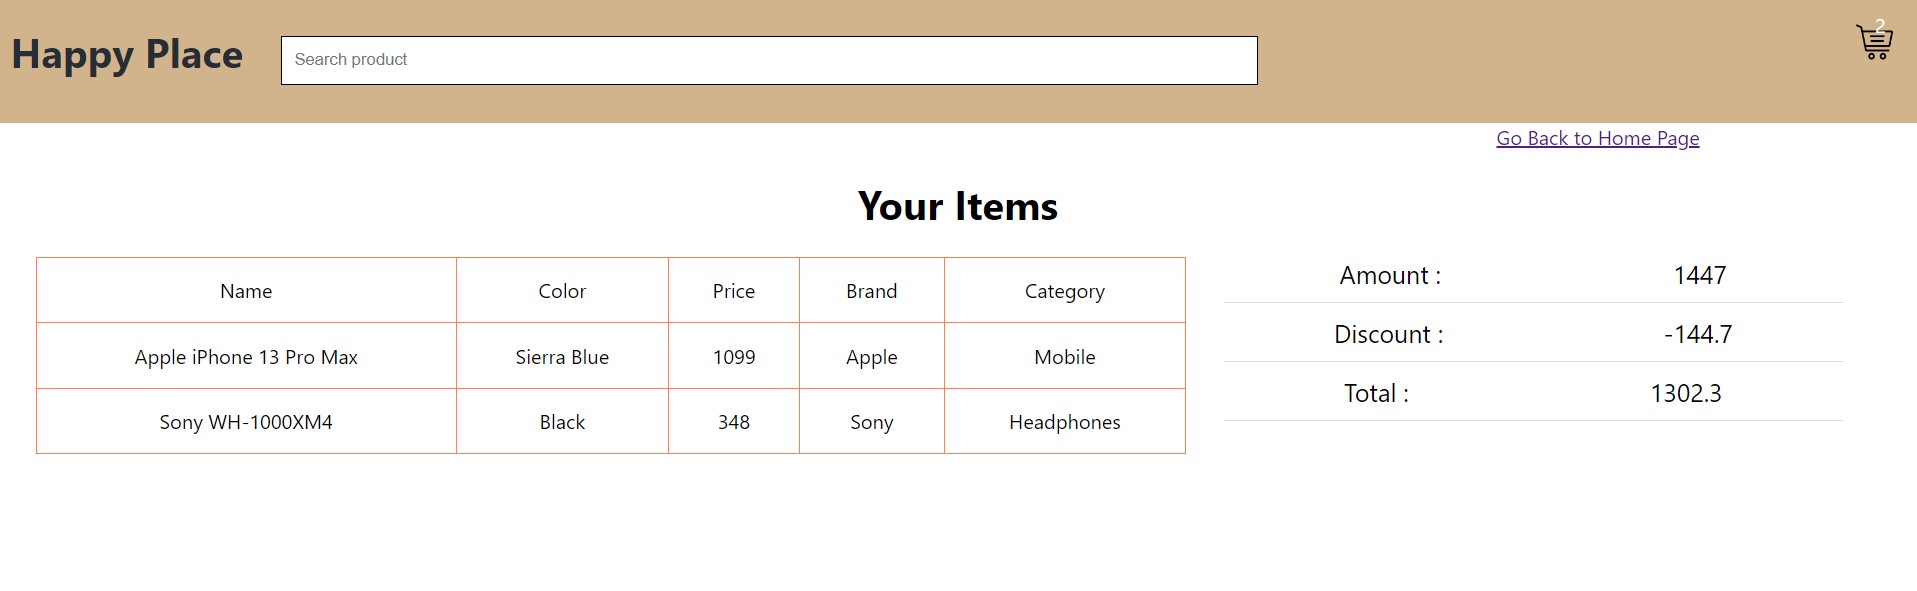 Happy Place
Search product
2
Go Back to Home Page
Your Items
Name Color Price Brand Category
Apple iPhone 13 Pro Max Sierra Blue 1099 Apple Mobile
Sony WH-1000XM4 Black 348 Sony Headphones
Amount : 1447
Discount : -144.7
Total : 1302.3